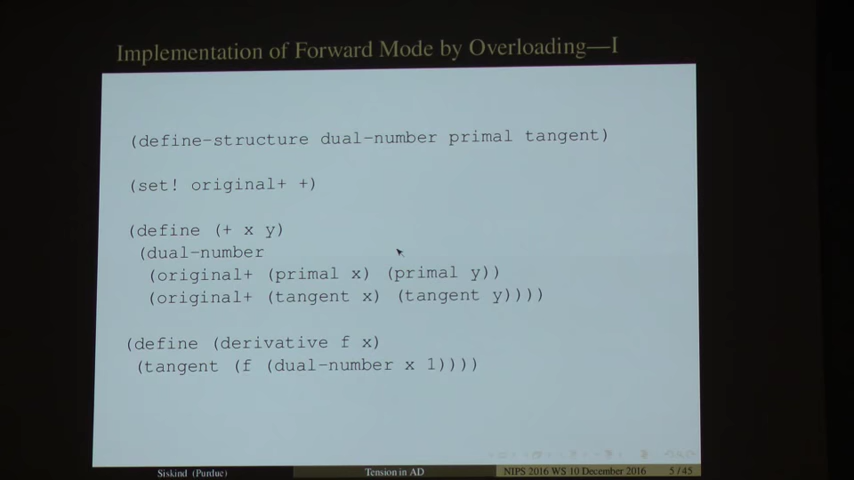 Implementation of Forward Mode by Overloading—I
(define-structure dual-number primal tangent)
(set! original+ +)
(define (+ x y)
(dual-number
(original+ (primal x) (primal y))
(original+ (tangent x) (tangent y))))
(define (derivative f x)
(tangent (f (dual-number x 1))))
Siskind (Purdue)
Tension in AD
NIPS 2016 WS 10 December 2016
5 / 45